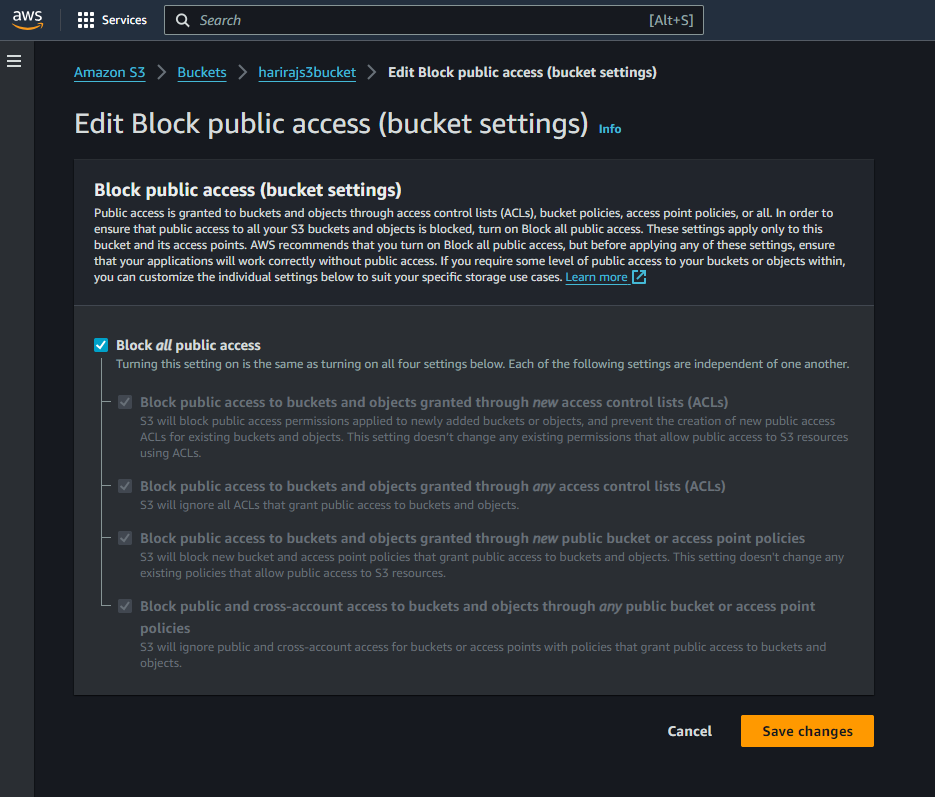 aws
Services
Search
[Alt+S]
Amazon S3 > Buckets > harirajs3bucket > Edit Block public access (bucket settings)
Edit Block public access (bucket settings) Info
Block public access (bucket settings)
Public access is granted to buckets and objects through access control lists (ACLs), bucket policies, access point policies, or all. In order to
ensure that public access to all your S3 buckets and objects is blocked, turn on Block all public access. These settings apply only to this
bucket and its access points. AWS recommends that you turn on Block all public access, but before applying any of these settings, ensure
that your applications will work correctly without public access. If you require some level of public access to your buckets or objects within,
you can customize the individual settings below to suit your specific storage use cases. Learn more
Block all public access
Turning this setting on is the same as turning on all four settings below. Each of the following settings are independent of one another.
Block public access to buckets and objects granted through new access control lists (ACLs)
S3 will block public access permissions applied to newly added buckets or objects, and prevent the creation of new public access
ACLs for existing buckets and objects. This setting doesn't change any existing permissions that allow public access to S3 resources
using ACLs.
Block public access to buckets and objects granted through any access control lists (ACLs)
S3 will ignore all ACLs that grant public access to buckets and objects.
Block public access to buckets and objects granted through new public bucket or access point policies
S3 will block new bucket and access point policies that grant public access to buckets and objects. This setting doesn't change any
existing policies that allow public access to S3 resources.
Block public and cross-account access to buckets and objects through any public bucket or access point
policies
S3 will ignore public and cross-account access for buckets or access points with policies that grant public access to buckets and
objects.
Cancel
Save changes